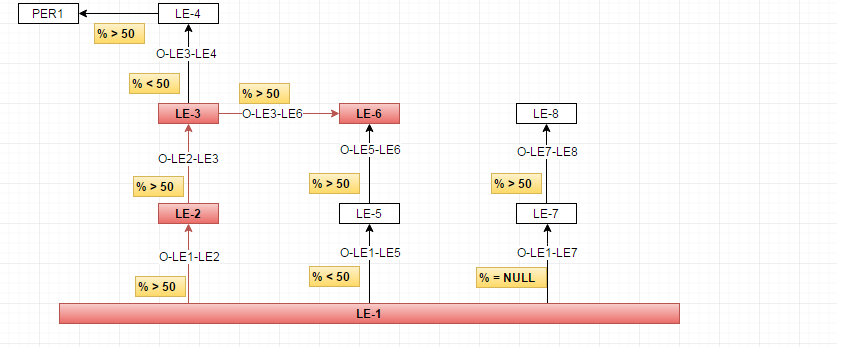 PER1
LE-4
% > 50
O-LE3-LE4
% < 50
% > 50
LE-3
O-LE3-LE6
LE-6
LE-8
O-LE2-LE3
O-LE5-LE6
O-LE7-LE8
% > 50
% > 50
% > 50
LE-2
LE-5
LE-7
O-LE1-LE2
O-LE1-LE5
O-LE1-LE7
% > 50
% < 50
% = NULL
LE-1